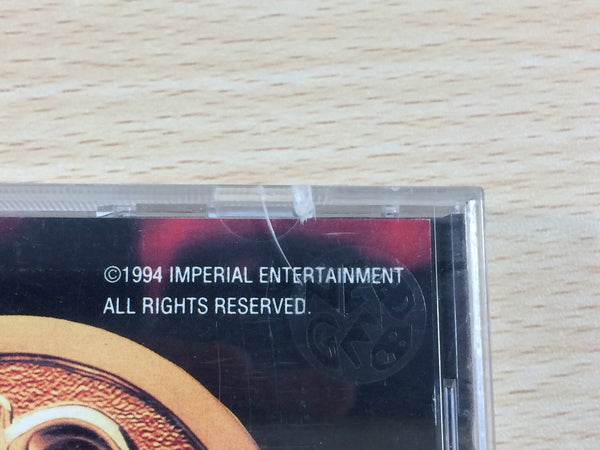 ©1994 IMPERIAL ENTERTAINMENT
ALL RIGHTS RESERVED.